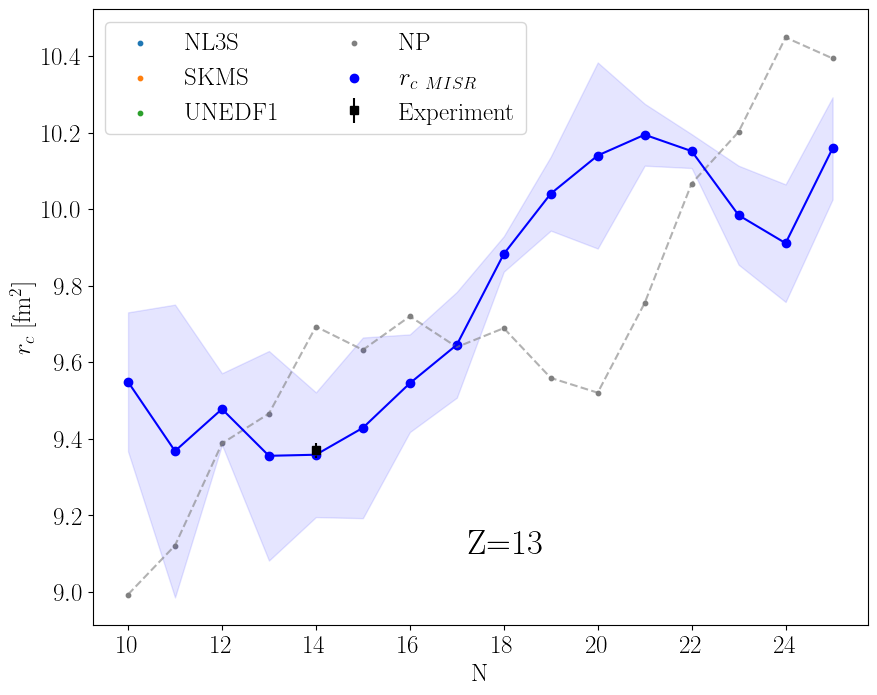 NL3S
SKMS
UNEDF1
NP
r_c MISR
Experiment
10.4
10.2
10.0
9.8
9.6
9.4
9.2
9.0
r_c [fm²]
Z=13
10 12 14 16 18 20 22 24
N